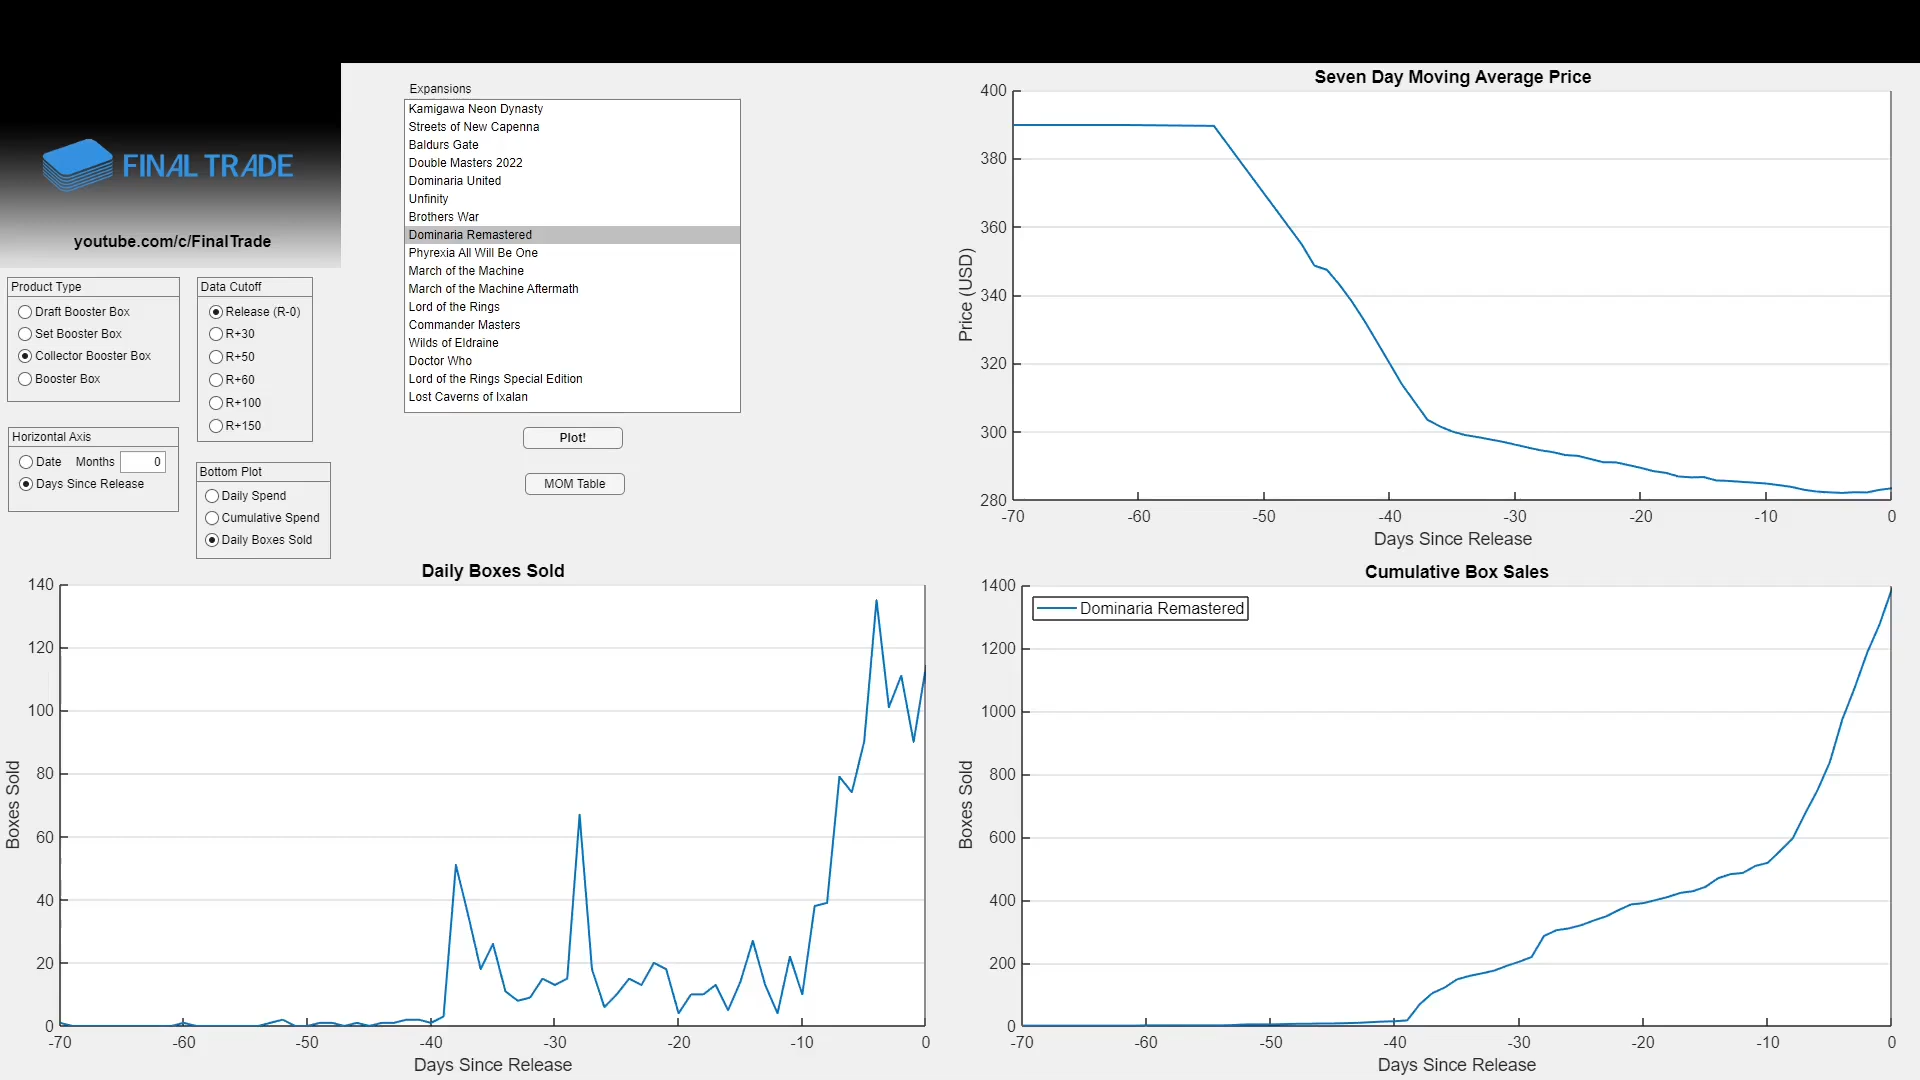 FINAL TRADE
youtube.com/c/FinalTrade
Product Type
Draft Booster Box
Set Booster Box
Collector Booster Box
Booster Box
Data Cutoff
Release (R-0)
R+30
R+50
R+60
R+100
R+150
Horizontal Axis
Date Months 0
Days Since Release
Bottom Plot
Daily Spend
Cumulative Spend
Daily Boxes Sold
Expansions
Kamigawa Neon Dynasty
Streets of New Capenna
Baldurs Gate
Double Masters 2022
Dominaria United
Unfinity
Brothers War
Dominaria Remastered
Phyrexia All Will Be One
March of the Machine
March of the Machine Aftermath
Lord of the Rings
Commander Masters
Wilds of Eldraine
Doctor Who
Lord of the Rings Special Edition
Lost Caverns of Ixalan
Plot!
MOM Table
Seven Day Moving Average Price
400
380
360
340
320
300
280
Price (USD)
-70 -60 -50 -40 -30 -20 -10 0
Days Since Release
Daily Boxes Sold
140
120
100
80
60
40
20
0
Boxes Sold
-70 -60 -50 -40 -30 -20 -10 0
Days Since Release
Cumulative Box Sales
Dominaria Remastered
1400
1200
1000
800
600
400
200
0
Boxes Sold
-70 -60 -50 -40 -30 -20 -10 0
Days Since Release